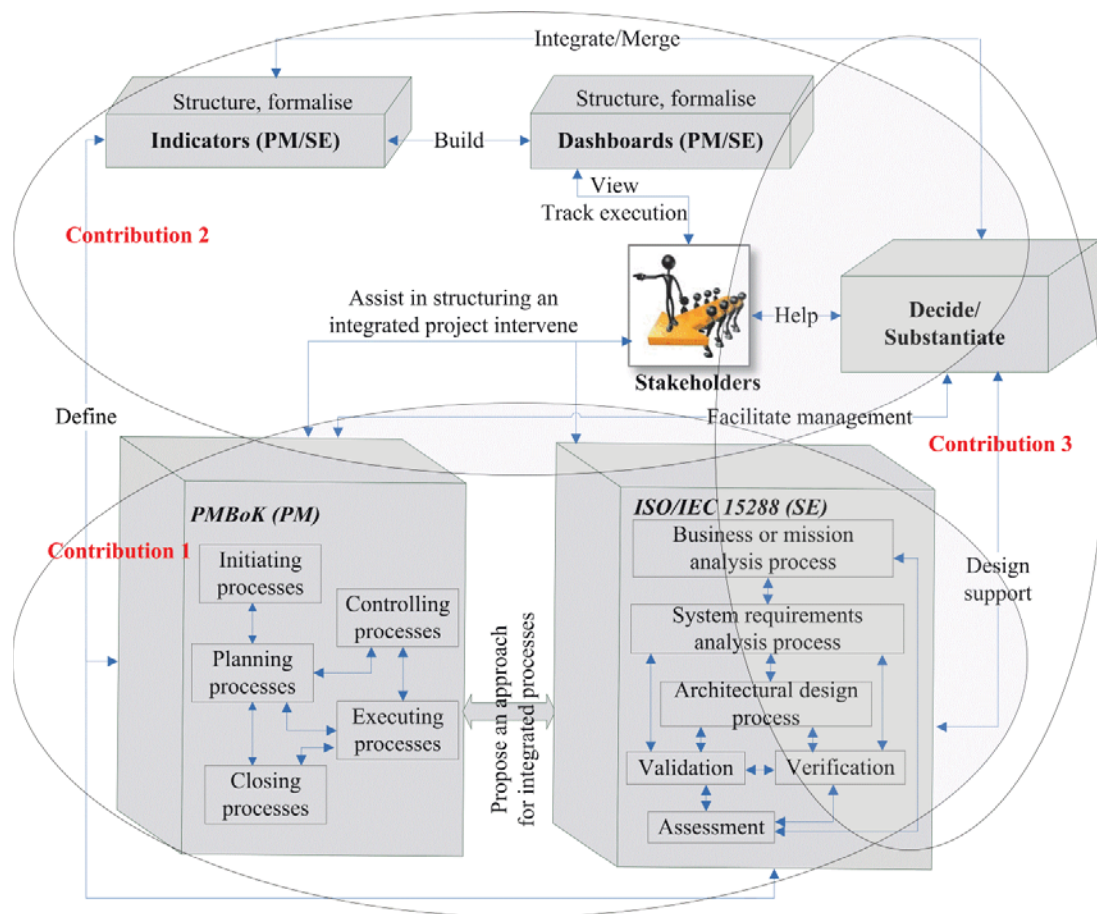 Integrate/Merge
Structure, formalise
Indicators (PM/SE)
Build
Structure, formalise
Dashboards (PM/SE)
View
Track execution
Contribution 2
Assist in structuring an
integrated project intervene
Stakeholders
Help
Decide/
Substantiate
Define
Facilitate management
Contribution 3
Contribution 1
PMBoK (PM)
Initiating
processes
Controlling
processes
Planning
processes
Executing
processes
Closing
processes
Propose an approach
for integrated processes
ISO/IEC 15288 (SE)
Business or mission
analysis process
System requirements
analysis process
Architectural design
process
Validation
Verification
Assessment
Design
support